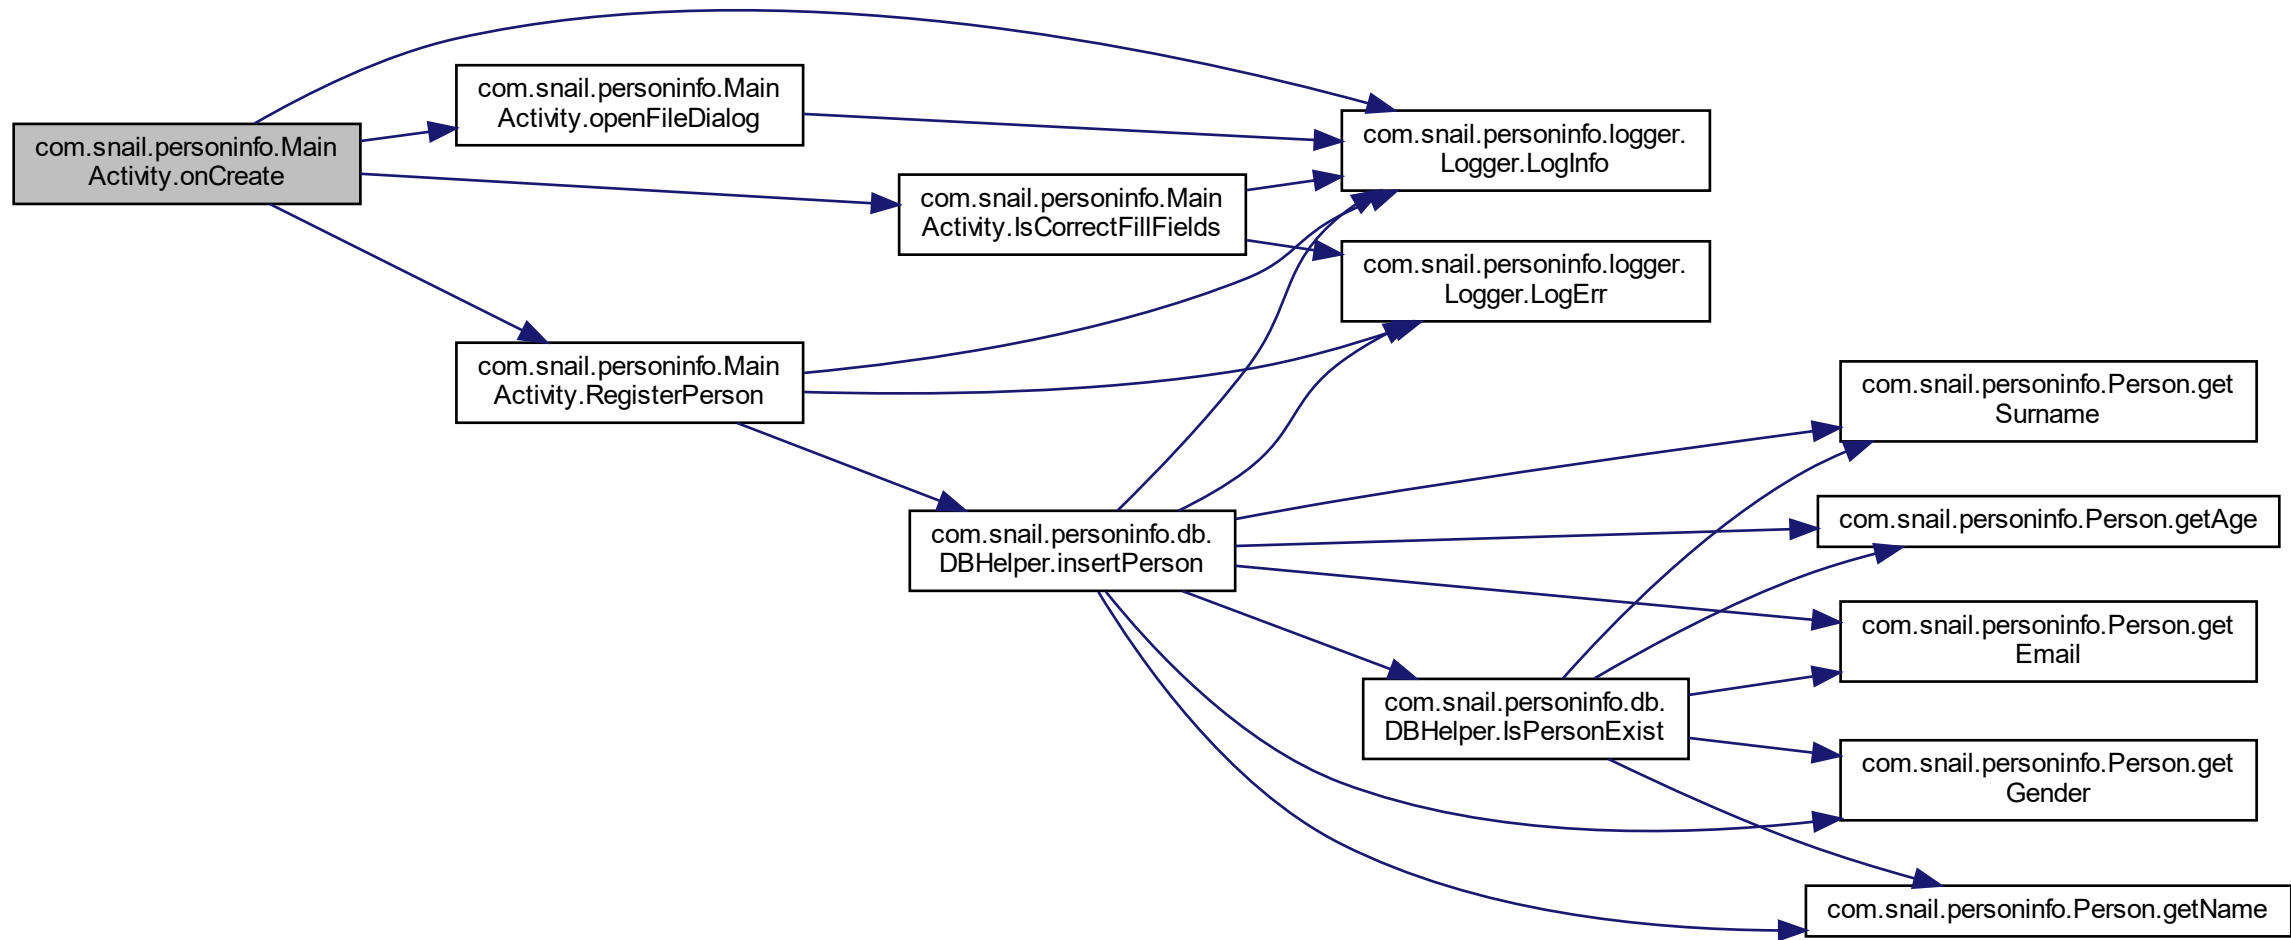 com.snail.personinfo.Main
Activity.onCreate
com.snail.personinfo.Main
Activity.openFileDialog
com.snail.personinfo.logger.
Logger.LogInfo
com.snail.personinfo.Main
Activity.IsCorrectFillFields
com.snail.personinfo.logger.
Logger.LogErr
com.snail.personinfo.Main
Activity.RegisterPerson
com.snail.personinfo.Person.get
Surname
com.snail.personinfo.Person.getAge
com.snail.personinfo.db.
DBHelper.insertPerson
com.snail.personinfo.Person.get
Email
com.snail.personinfo.db.
DBHelper.IsPersonExist
com.snail.personinfo.Person.get
Gender
com.snail.personinfo.Person.getName